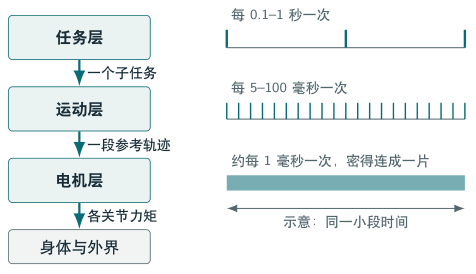 任务层
每 0.1–1 秒一次
一个子任务
运动层
每 5–100 毫秒一次
一段参考轨迹
电机层
约每 1 毫秒一次，密得连成一片
各关节力矩
示意：同一小段时间
身体与外界